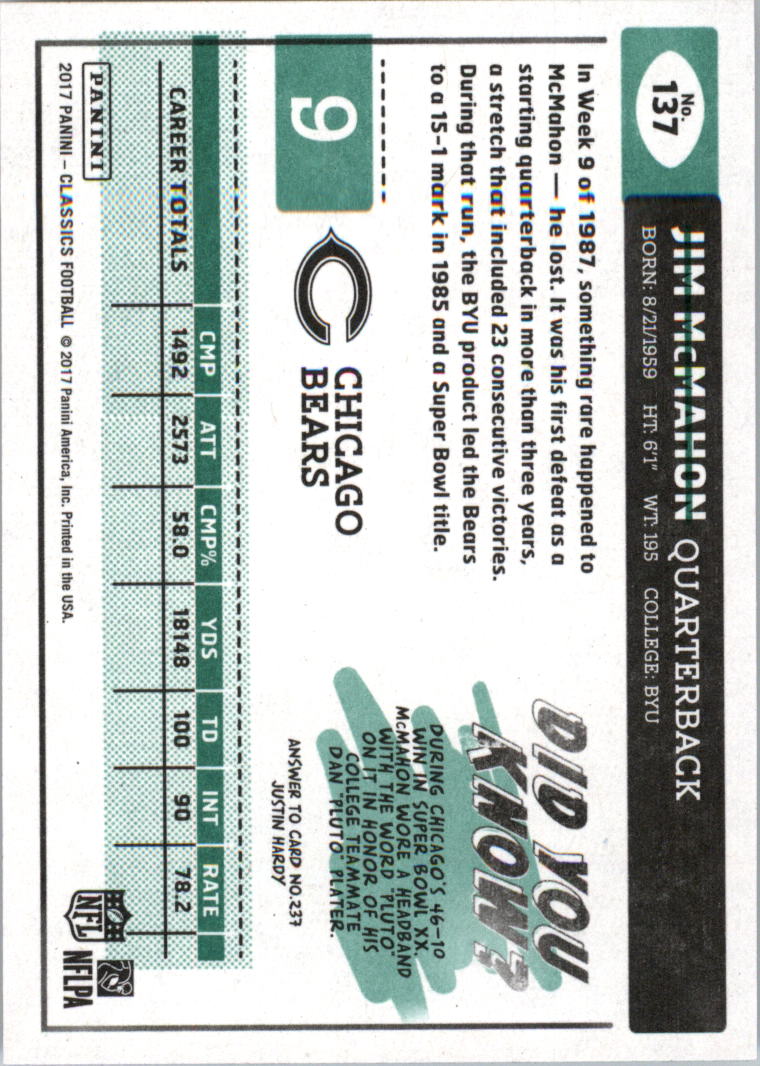 No.
137
JIM McMAHON QUARTERBACK
BORN: 8/21/1959 HT: 6'1" WT: 195 COLLEGE: BYU
In Week 9 of 1987, something rare happened to
McMahon — he lost. It was his first defeat as a
starting quarterback in more than three years,
a stretch that included 23 consecutive victories.
During that run, the BYU product led the Bears
to a 15-1 mark in 1985 and a Super Bowl title.
DID YOU
KNOW?
DURING CHICAGO'S 46-10
WIN IN SUPER BOWL XX,
McMAHON WORE A HEADBAND
WITH THE WORD "PLUTO"
ON IT IN HONOR OF HIS
COLLEGE TEAMMATE
DAN "PLUTO" PLATER.
ANSWER TO CARD NO.237
JUSTIN HARDY
9
CHICAGO
BEARS
CMP ATT CMP% YDS TD INT RATE
CAREER TOTALS 1492 2573 58.0 18148 100 90 78.2
PANINI
2017 PANINI – CLASSICS FOOTBALL © 2017 Panini America, Inc. Printed in the USA.
NFL
NFLPA